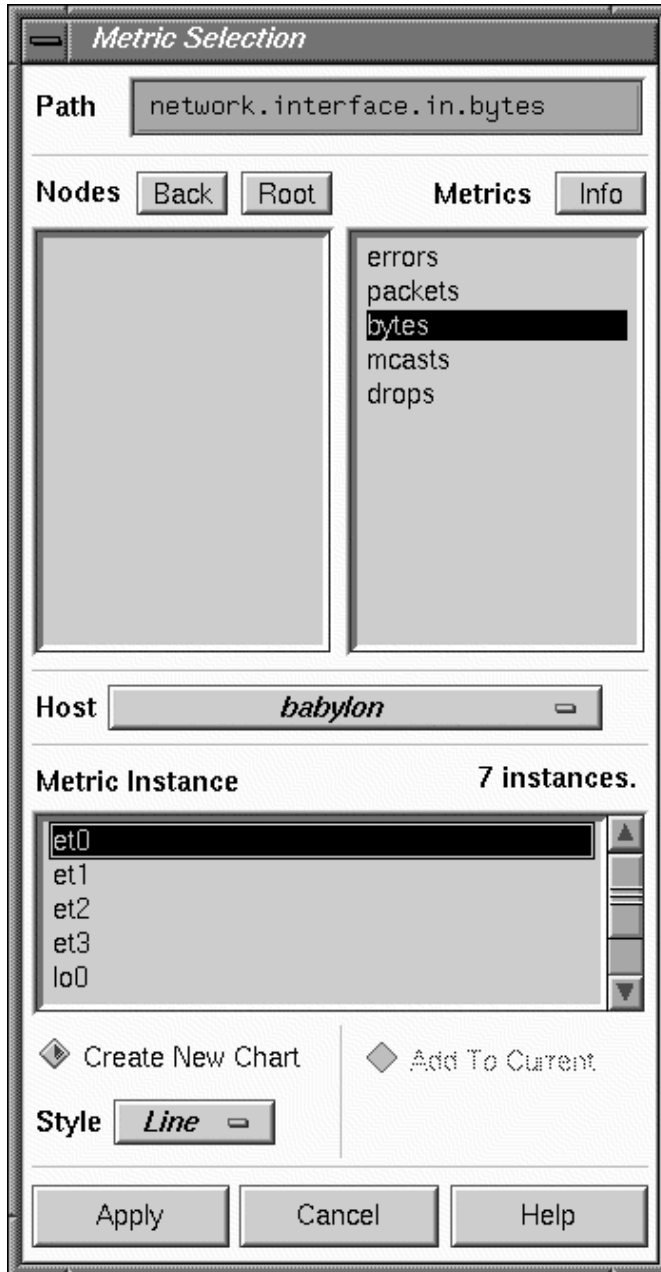 Metric Selection
Path network.interface.in.bytes
Nodes Back Root Metrics Info
errors
packets
bytes
mcasts
drops
Host babylon
Metric Instance 7 instances.
et0
et1
et2
et3
lo0
Create New Chart Add To Current
Style Line
Apply Cancel Help